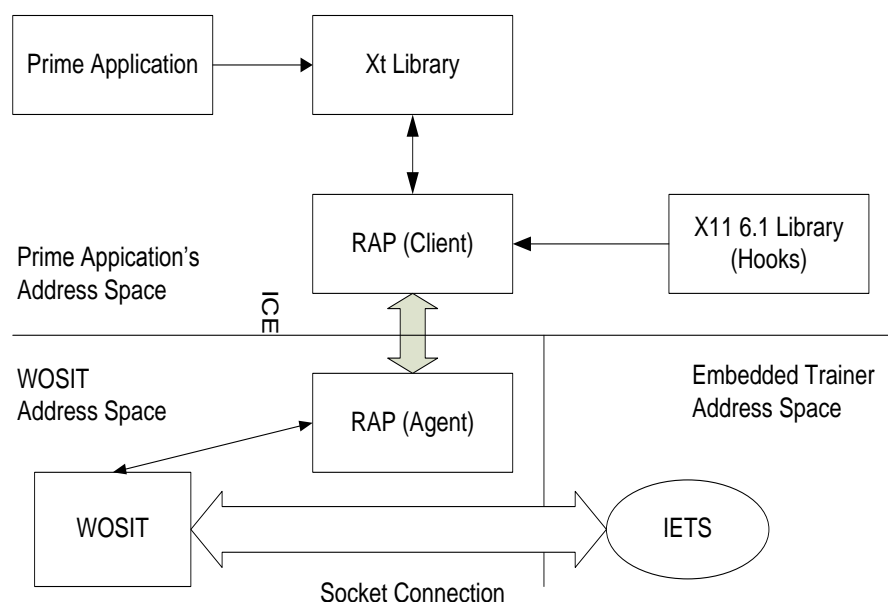 Prime Application
Xt Library
RAP (Client)
X11 6.1 Library
(Hooks)
Prime Appication's
Address Space
ICE
WOSIT
Address Space
RAP (Agent)
Embedded Trainer
Address Space
WOSIT
IETS
Socket Connection